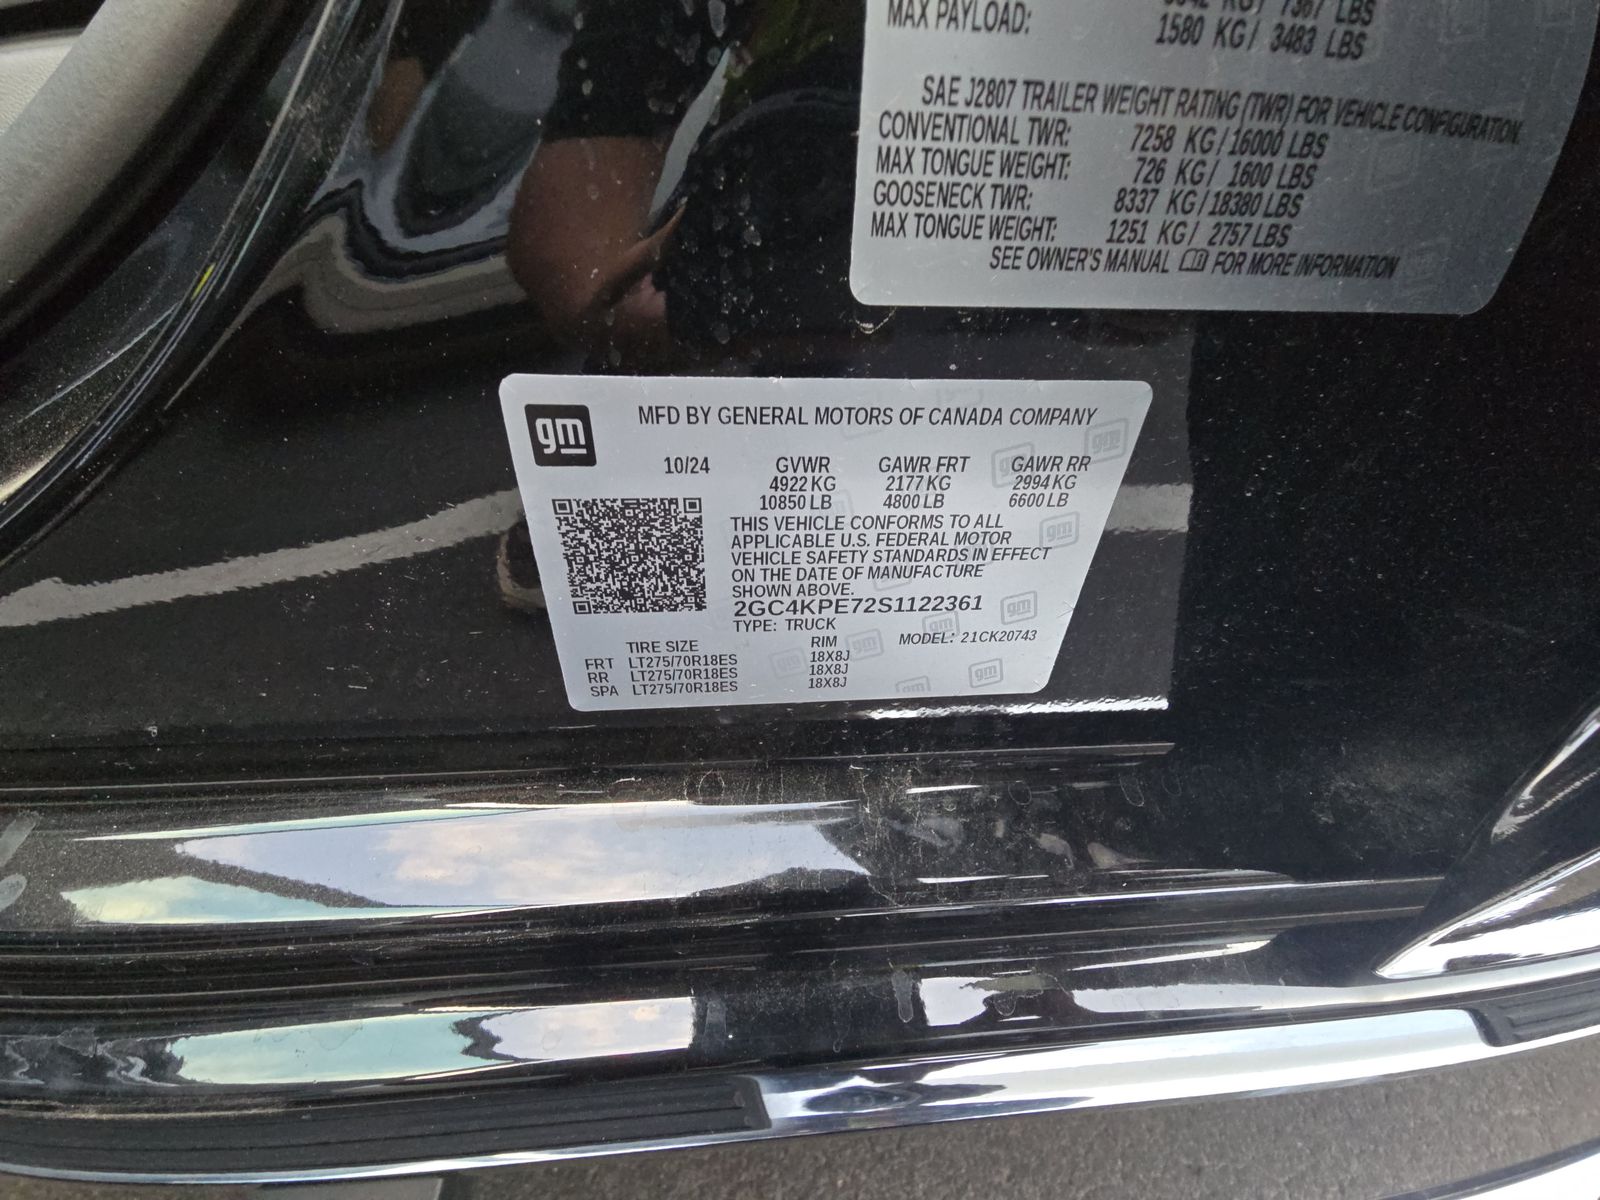 MAX PAYLOAD: 1580 KG/ 3483 LBS
SAE J2807 TRAILER WEIGHT RATING (TWR) FOR VEHICLE CONFIGURATION.
CONVENTIONAL TWR: 7258 KG/16000 LBS
MAX TONGUE WEIGHT: 726 KG/ 1600 LBS
GOOSENECK TWR: 8337 KG/18380 LBS
MAX TONGUE WEIGHT: 1251 KG/ 2757 LBS
SEE OWNER'S MANUAL FOR MORE INFORMATION
gm
MFD BY GENERAL MOTORS OF CANADA COMPANY
10/24 GVWR GAWR FRT GAWR RR
4922 KG 2177 KG 2994 KG
10850 LB 4800 LB 6600 LB
THIS VEHICLE CONFORMS TO ALL
APPLICABLE U.S. FEDERAL MOTOR
VEHICLE SAFETY STANDARDS IN EFFECT
ON THE DATE OF MANUFACTURE
SHOWN ABOVE.
2GC4KPE72S1122361
TYPE: TRUCK
MODEL: 21CK20743
TIRE SIZE RIM
FRT LT275/70R18ES 18X8J
RR LT275/70R18ES 18X8J
SPA LT275/70R18ES 18X8J